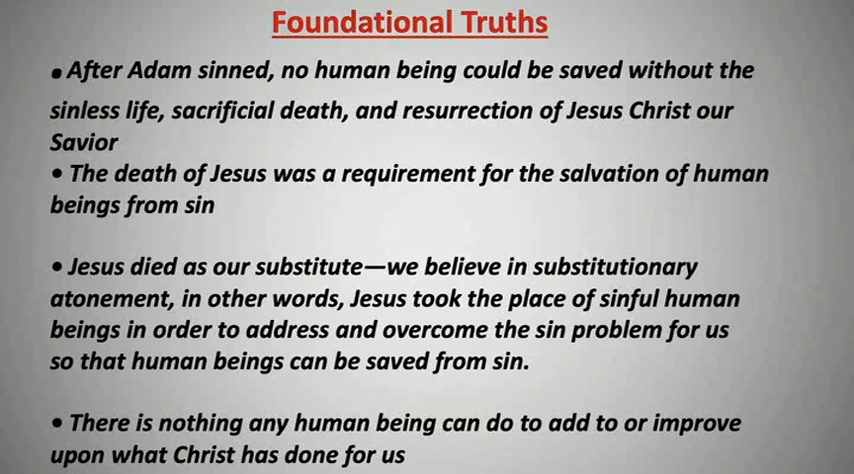 Foundational Truths
• After Adam sinned, no human being could be saved without the
sinless life, sacrificial death, and resurrection of Jesus Christ our
Savior
• The death of Jesus was a requirement for the salvation of human
beings from sin
• Jesus died as our substitute—we believe in substitutionary
atonement, in other words, Jesus took the place of sinful human
beings in order to address and overcome the sin problem for us
so that human beings can be saved from sin.
• There is nothing any human being can do to add to or improve
upon what Christ has done for us